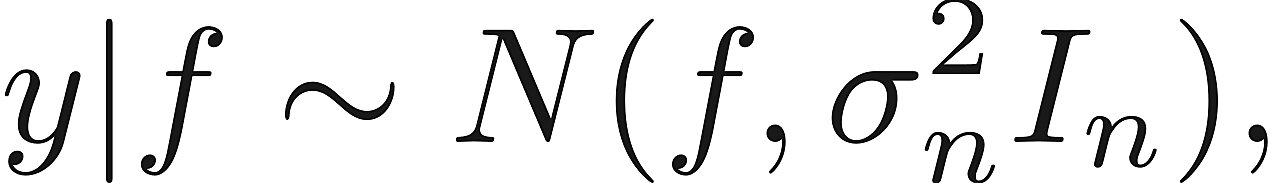 y|f ∼ N(f, σ_n^2 I_n),